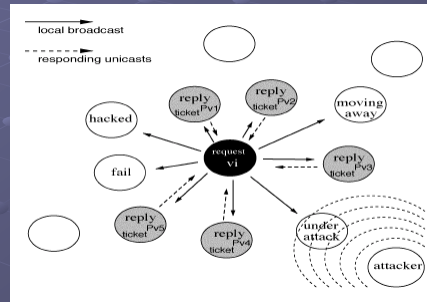 local broadcast
responding unicasts
reply
ticket Pv1
reply
ticket Pv2
moving
away
hacked
request
vi
reply
ticket Pv3
fail
reply
ticket Pv5
reply
ticket Pv4
under
attack
attacker